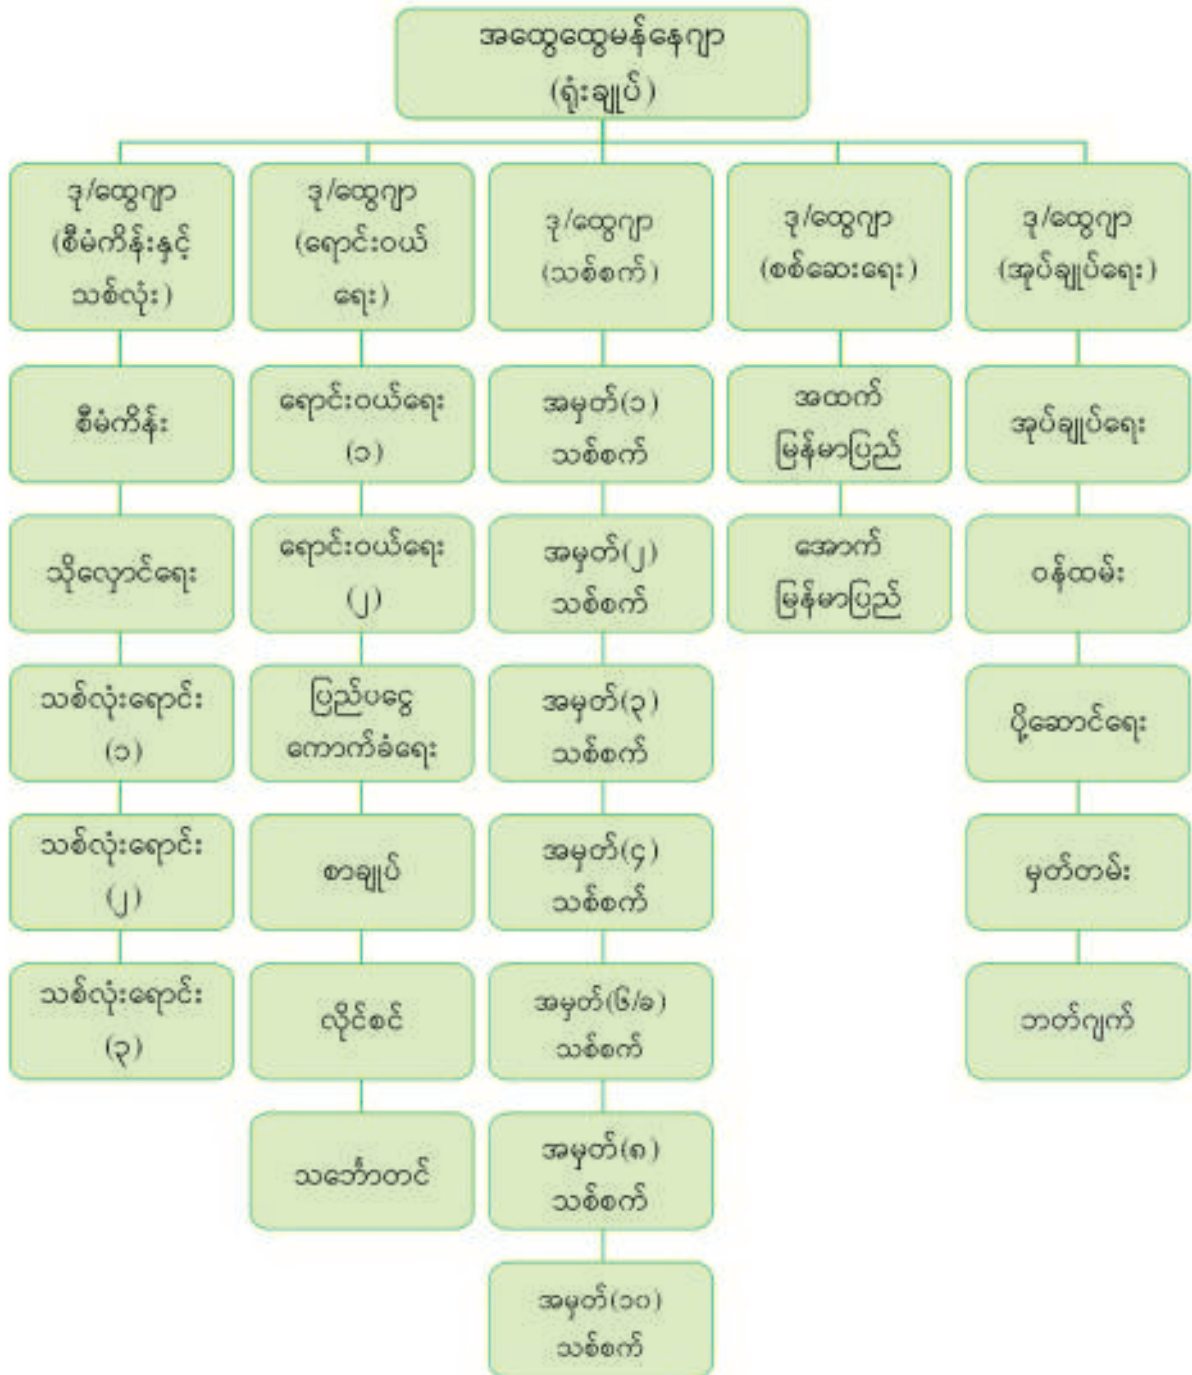 အထွေထွေမန်နေဂျာ
(ရုံးချုပ်)
ဒု/ထွေဂျာ
(စီမံကိန်းနှင့်
သစ်လုံး)
စီမံကိန်း
သိုလှောင်ရေး
သစ်လုံးရောင်း
(၁)
သစ်လုံးရောင်း
(၂)
သစ်လုံးရောင်း
(၃)
ဒု/ထွေဂျာ
(ရောင်းဝယ်
ရေး)
ရောင်းဝယ်ရေး
(၁)
ရောင်းဝယ်ရေး
(၂)
ပြည်ပငွေ
ကောက်ခံရေး
စာချုပ်
လိုင်စင်
သင်္ဘောတင်
ဒု/ထွေဂျာ
(သစ်စက်)
အမှတ်(၁)
သစ်စက်
အမှတ်(၂)
သစ်စက်
အမှတ်(၃)
သစ်စက်
အမှတ်(၄)
သစ်စက်
အမှတ်(၆/ခ)
သစ်စက်
အမှတ်(၈)
သစ်စက်
အမှတ်(၁၀)
သစ်စက်
ဒု/ထွေဂျာ
(စစ်ဆေးရေး)
အထက်
မြန်မာပြည်
အောက်
မြန်မာပြည်
ဒု/ထွေဂျာ
(အုပ်ချုပ်ရေး)
အုပ်ချုပ်ရေး
ဝန်ထမ်း
ပို့ဆောင်ရေး
မှတ်တမ်း
ဘတ်ဂျက်